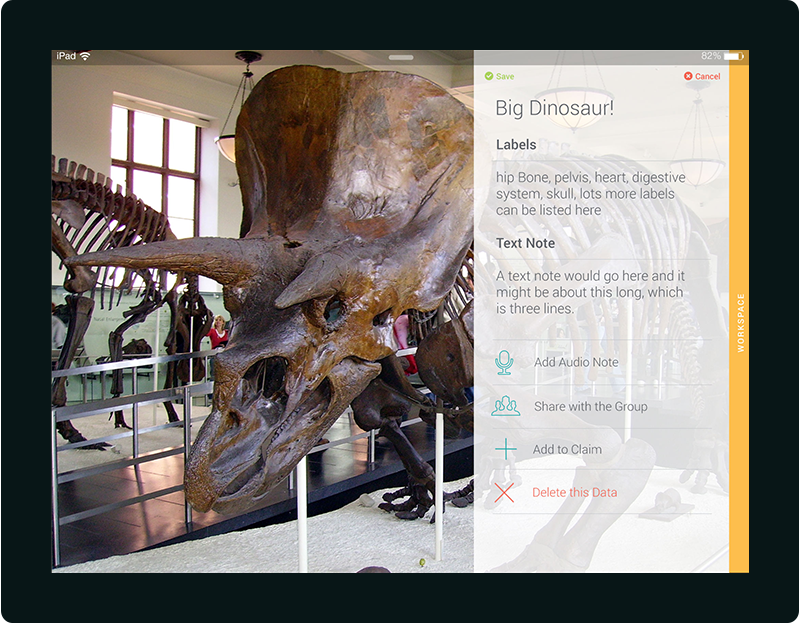 iPad
82%
Save
Cancel
Big Dinosaur!
Labels
hip Bone, pelvis, heart, digestive
system, skull, lots more labels
can be listed here
Text Note
A text note would go here and it
might be about this long, which
is three lines.
Add Audio Note
Share with the Group
Add to Claim
Delete this Data
WORKSPACE